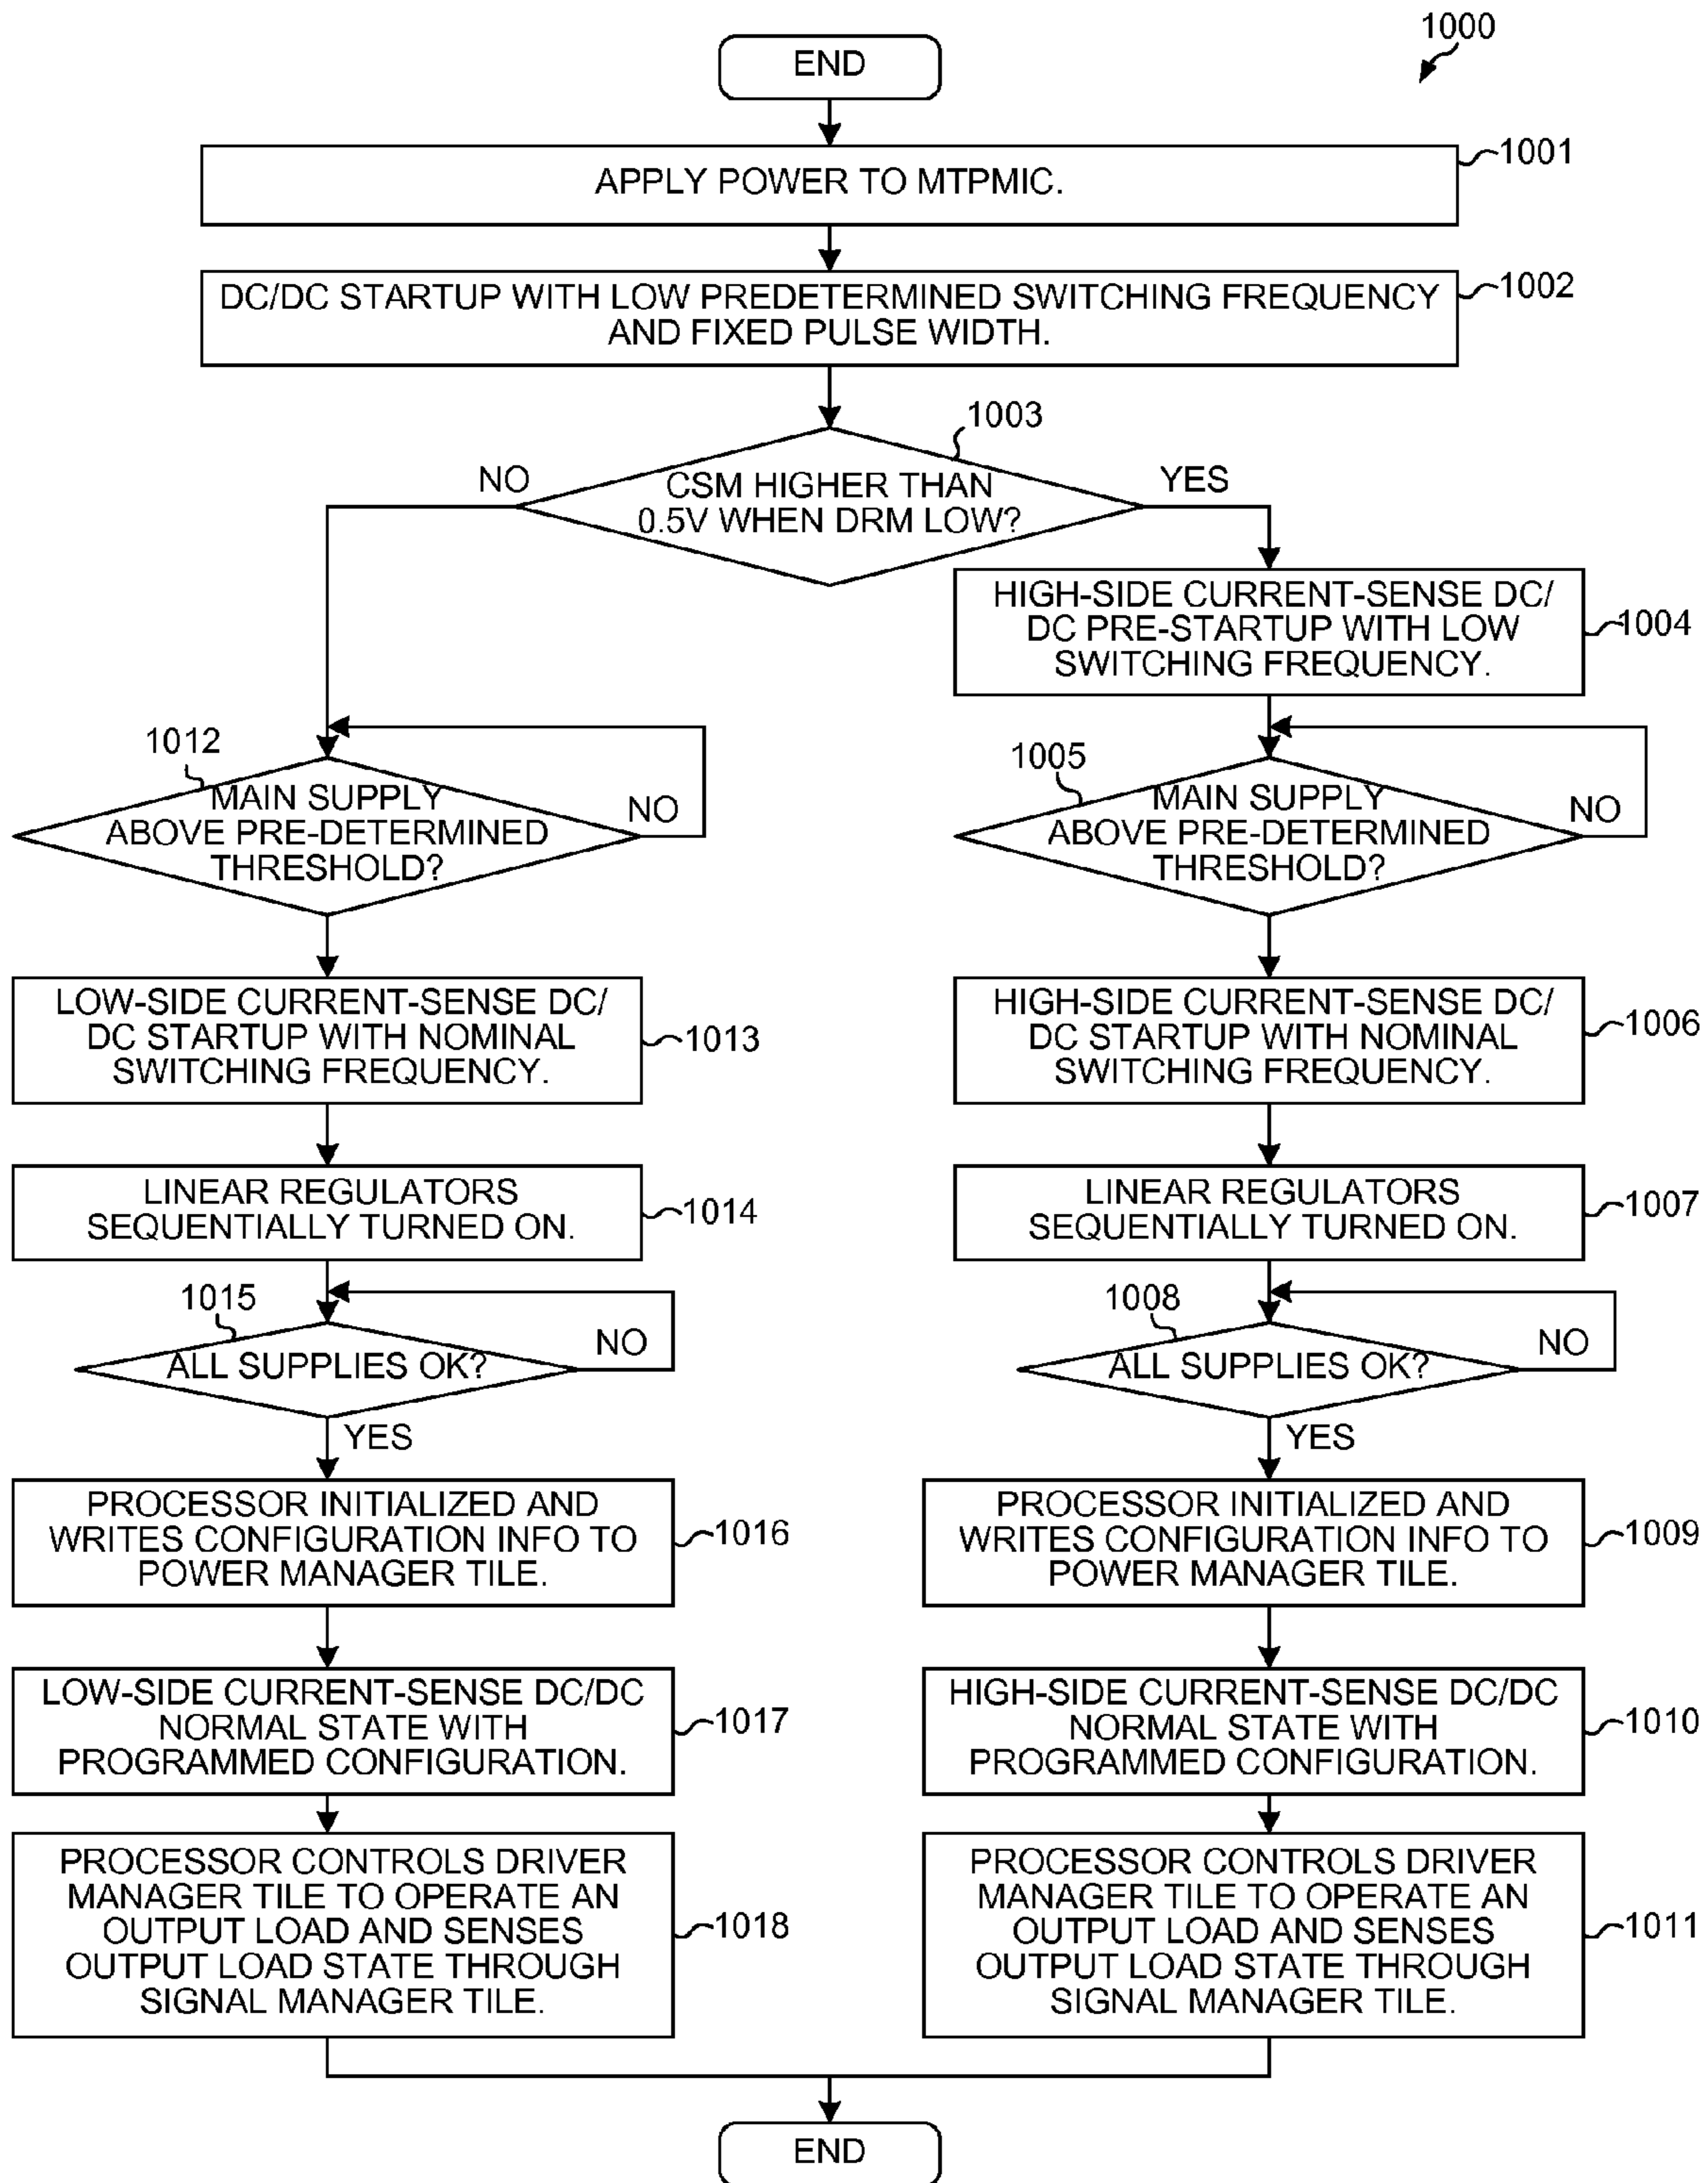 1000
END
APPLY POWER TO MTPMIC.
1001
DC/DC STARTUP WITH LOW PREDETERMINED SWITCHING FREQUENCY
AND FIXED PULSE WIDTH.
1002
1003
CSM HIGHER THAN
0.5V WHEN DRM LOW?
NO
YES
HIGH-SIDE CURRENT-SENSE DC/
DC PRE-STARTUP WITH LOW
SWITCHING FREQUENCY.
1004
1005
MAIN SUPPLY
ABOVE PRE-DETERMINED
THRESHOLD?
NO
HIGH-SIDE CURRENT-SENSE DC/
DC STARTUP WITH NOMINAL
SWITCHING FREQUENCY.
1006
LINEAR REGULATORS
SEQUENTIALLY TURNED ON.
1007
1008
ALL SUPPLIES OK?
NO
YES
PROCESSOR INITIALIZED AND
WRITES CONFIGURATION INFO TO
POWER MANAGER TILE.
1009
HIGH-SIDE CURRENT-SENSE DC/DC
NORMAL STATE WITH
PROGRAMMED CONFIGURATION.
1010
PROCESSOR CONTROLS DRIVER
MANAGER TILE TO OPERATE AN
OUTPUT LOAD AND SENSES
OUTPUT LOAD STATE THROUGH
SIGNAL MANAGER TILE.
1011
1012
MAIN SUPPLY
ABOVE PRE-DETERMINED
THRESHOLD?
NO
LOW-SIDE CURRENT-SENSE DC/
DC STARTUP WITH NOMINAL
SWITCHING FREQUENCY.
1013
LINEAR REGULATORS
SEQUENTIALLY TURNED ON.
1014
1015
ALL SUPPLIES OK?
NO
YES
PROCESSOR INITIALIZED AND
WRITES CONFIGURATION INFO TO
POWER MANAGER TILE.
1016
LOW-SIDE CURRENT-SENSE DC/DC
NORMAL STATE WITH
PROGRAMMED CONFIGURATION.
1017
PROCESSOR CONTROLS DRIVER
MANAGER TILE TO OPERATE AN
OUTPUT LOAD AND SENSES
OUTPUT LOAD STATE THROUGH
SIGNAL MANAGER TILE.
1018
END